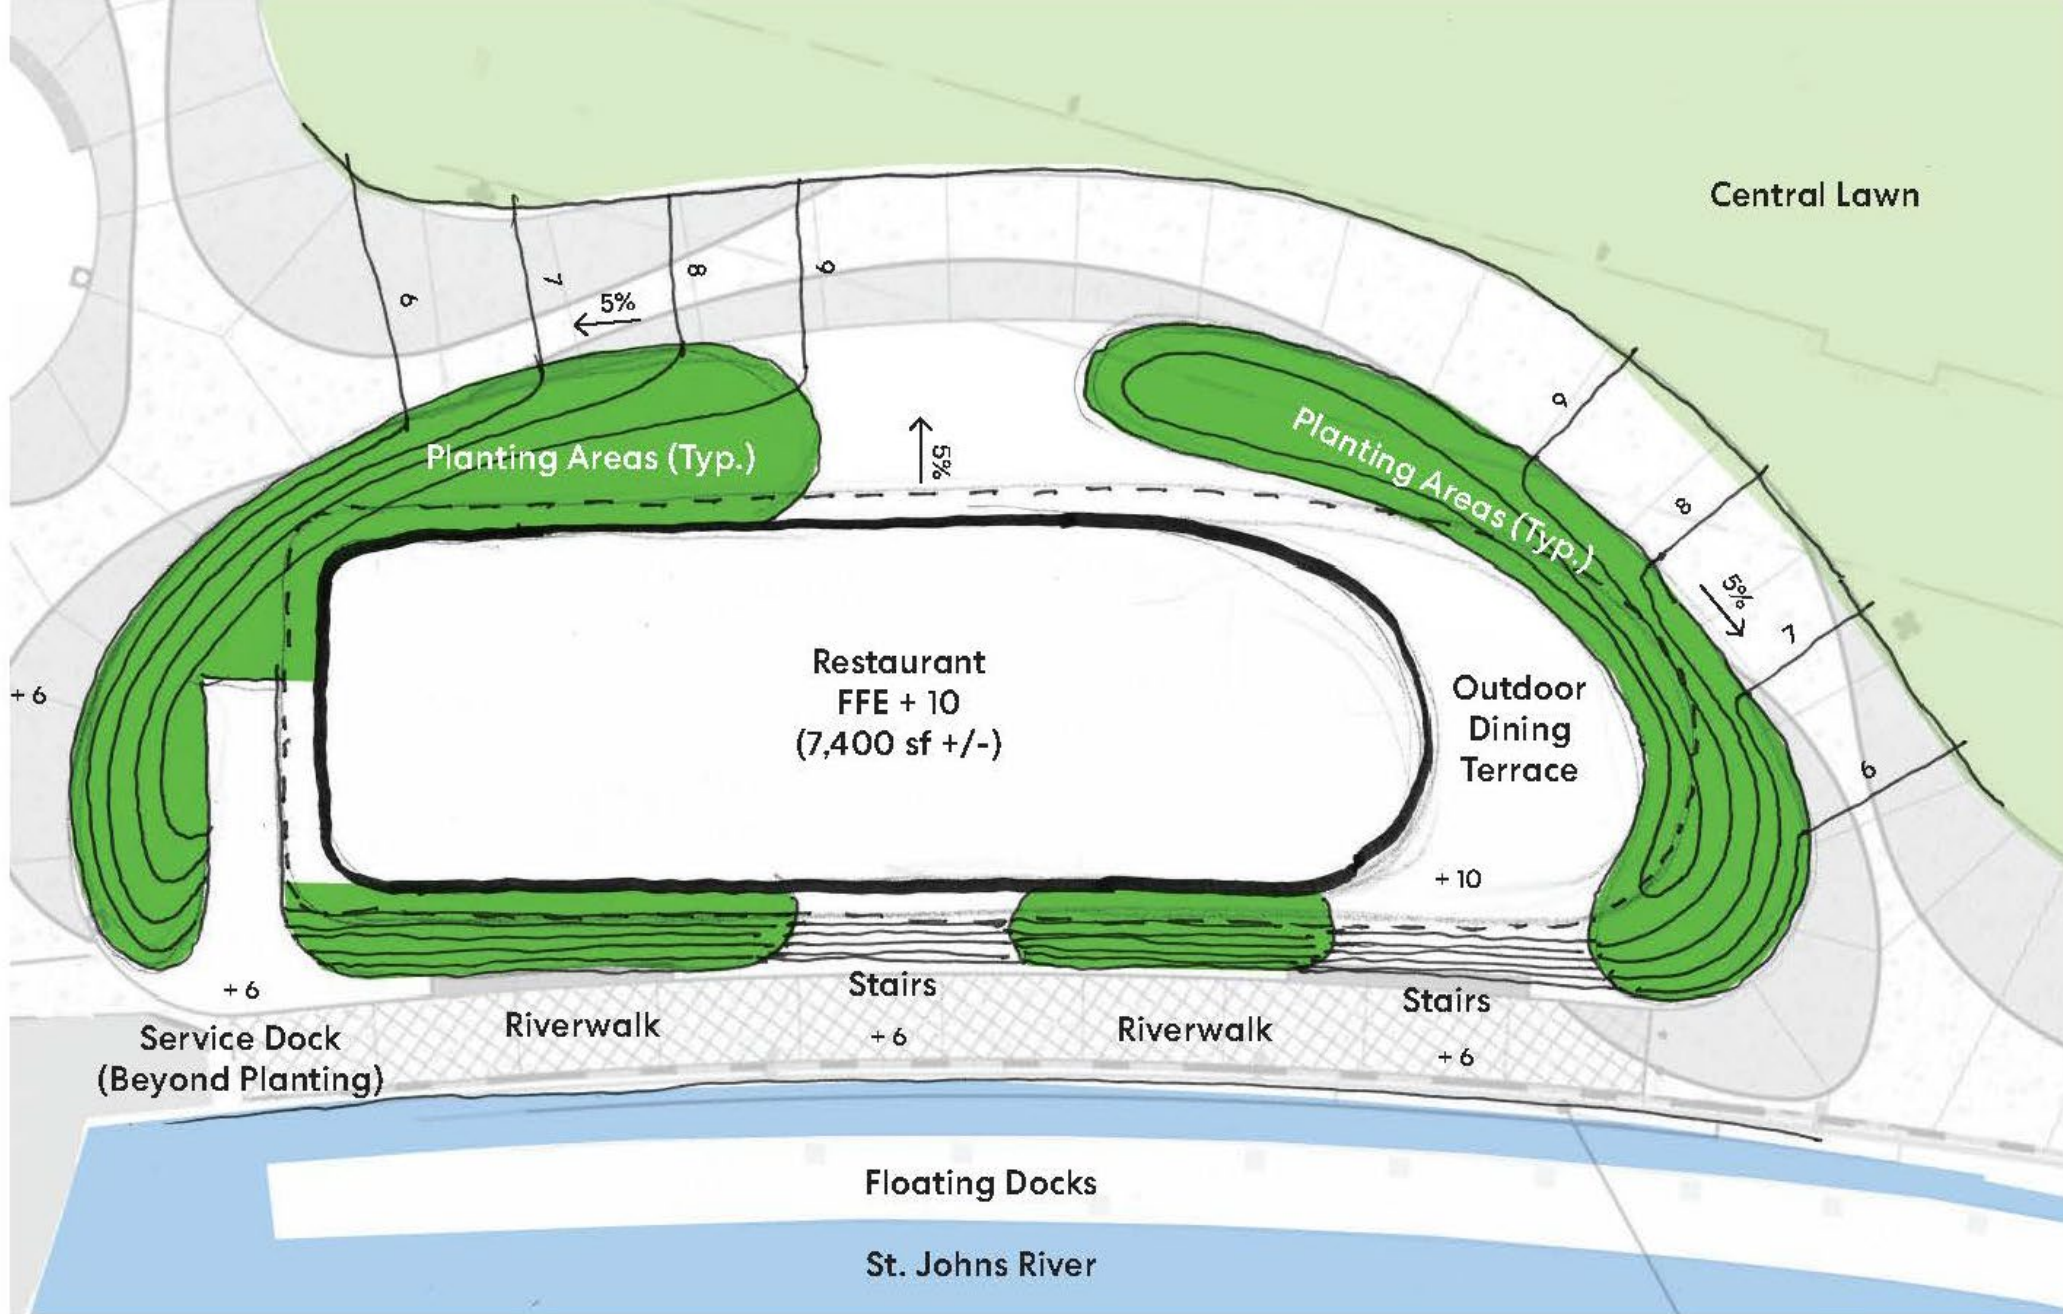 Central Lawn
6
7
8
9
5%
5%
Planting Areas (Typ.)
Planting Areas (Typ.)
9
8
5%
7
6
+ 6
Restaurant
FFE + 10
(7,400 sf +/-)
Outdoor
Dining
Terrace
+ 10
+ 6
Stairs
Stairs
Riverwalk
+ 6
Riverwalk
+ 6
Service Dock
(Beyond Planting)
Floating Docks
St. Johns River